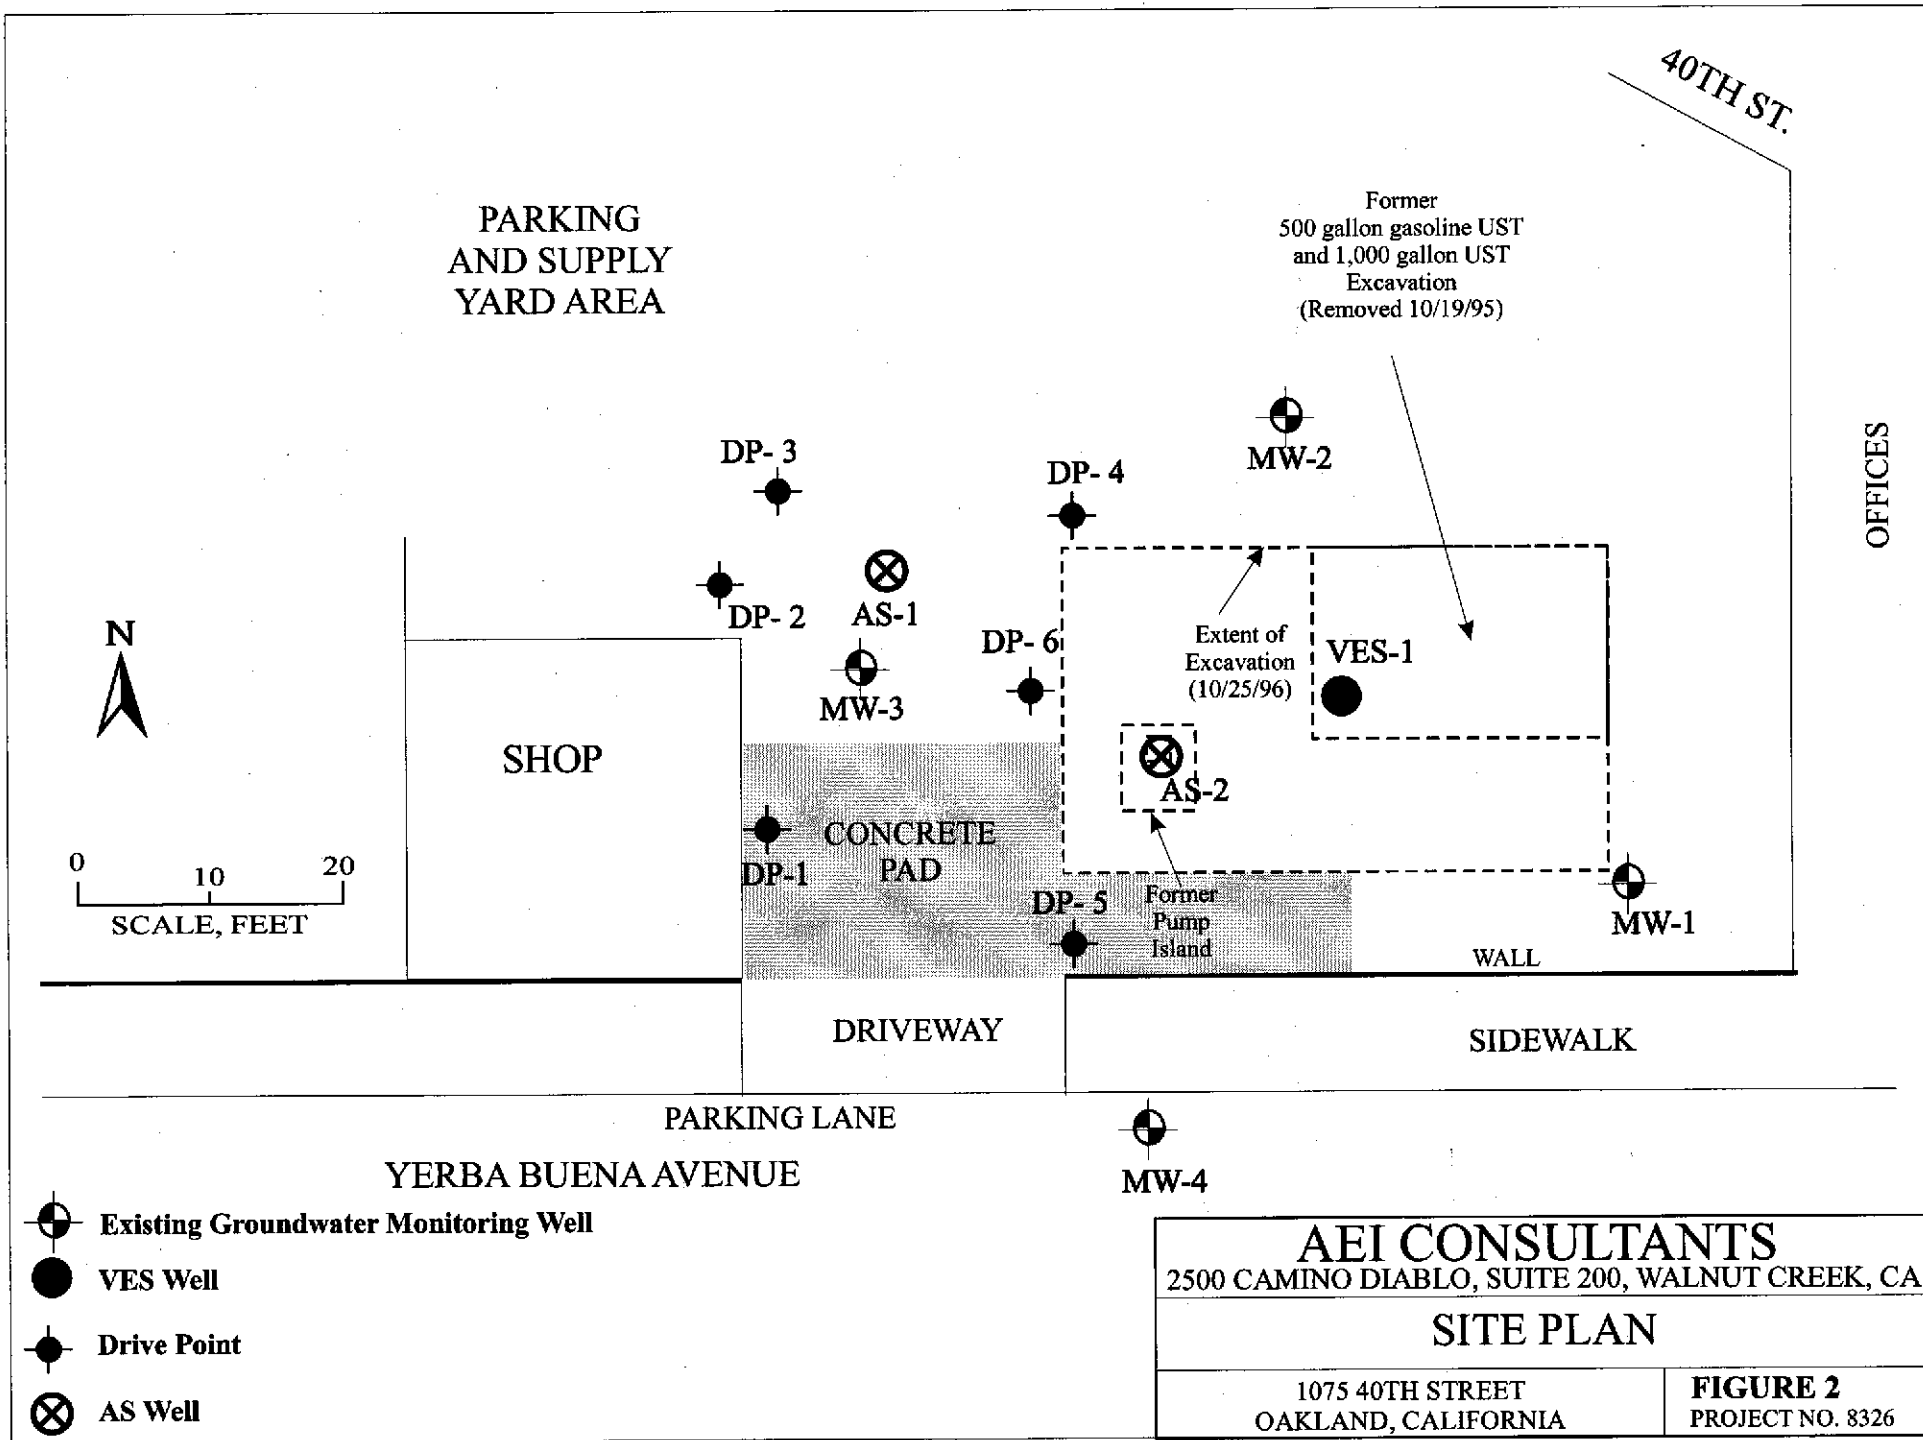 40TH ST.
PARKING
AND SUPPLY
YARD AREA
Former
500 gallon gasoline UST
and 1,000 gallon UST
Excavation
(Removed 10/19/95)
OFFICES
MW-2
DP- 3
DP- 4
DP- 2
AS-1
DP- 6
MW-3
Extent of
Excavation
(10/25/96)
VES-1
N
SHOP
AS-2
CONCRETE
PAD
DP-1
0 10 20
SCALE, FEET
DP- 5
Former
Pump
Island
MW-1
WALL
DRIVEWAY
SIDEWALK
PARKING LANE
YERBA BUENA AVENUE
MW-4
Existing Groundwater Monitoring Well
VES Well
Drive Point
AS Well
AEI CONSULTANTS
2500 CAMINO DIABLO, SUITE 200, WALNUT CREEK, CA
SITE PLAN
1075 40TH STREET
OAKLAND, CALIFORNIA
FIGURE 2
PROJECT NO. 8326